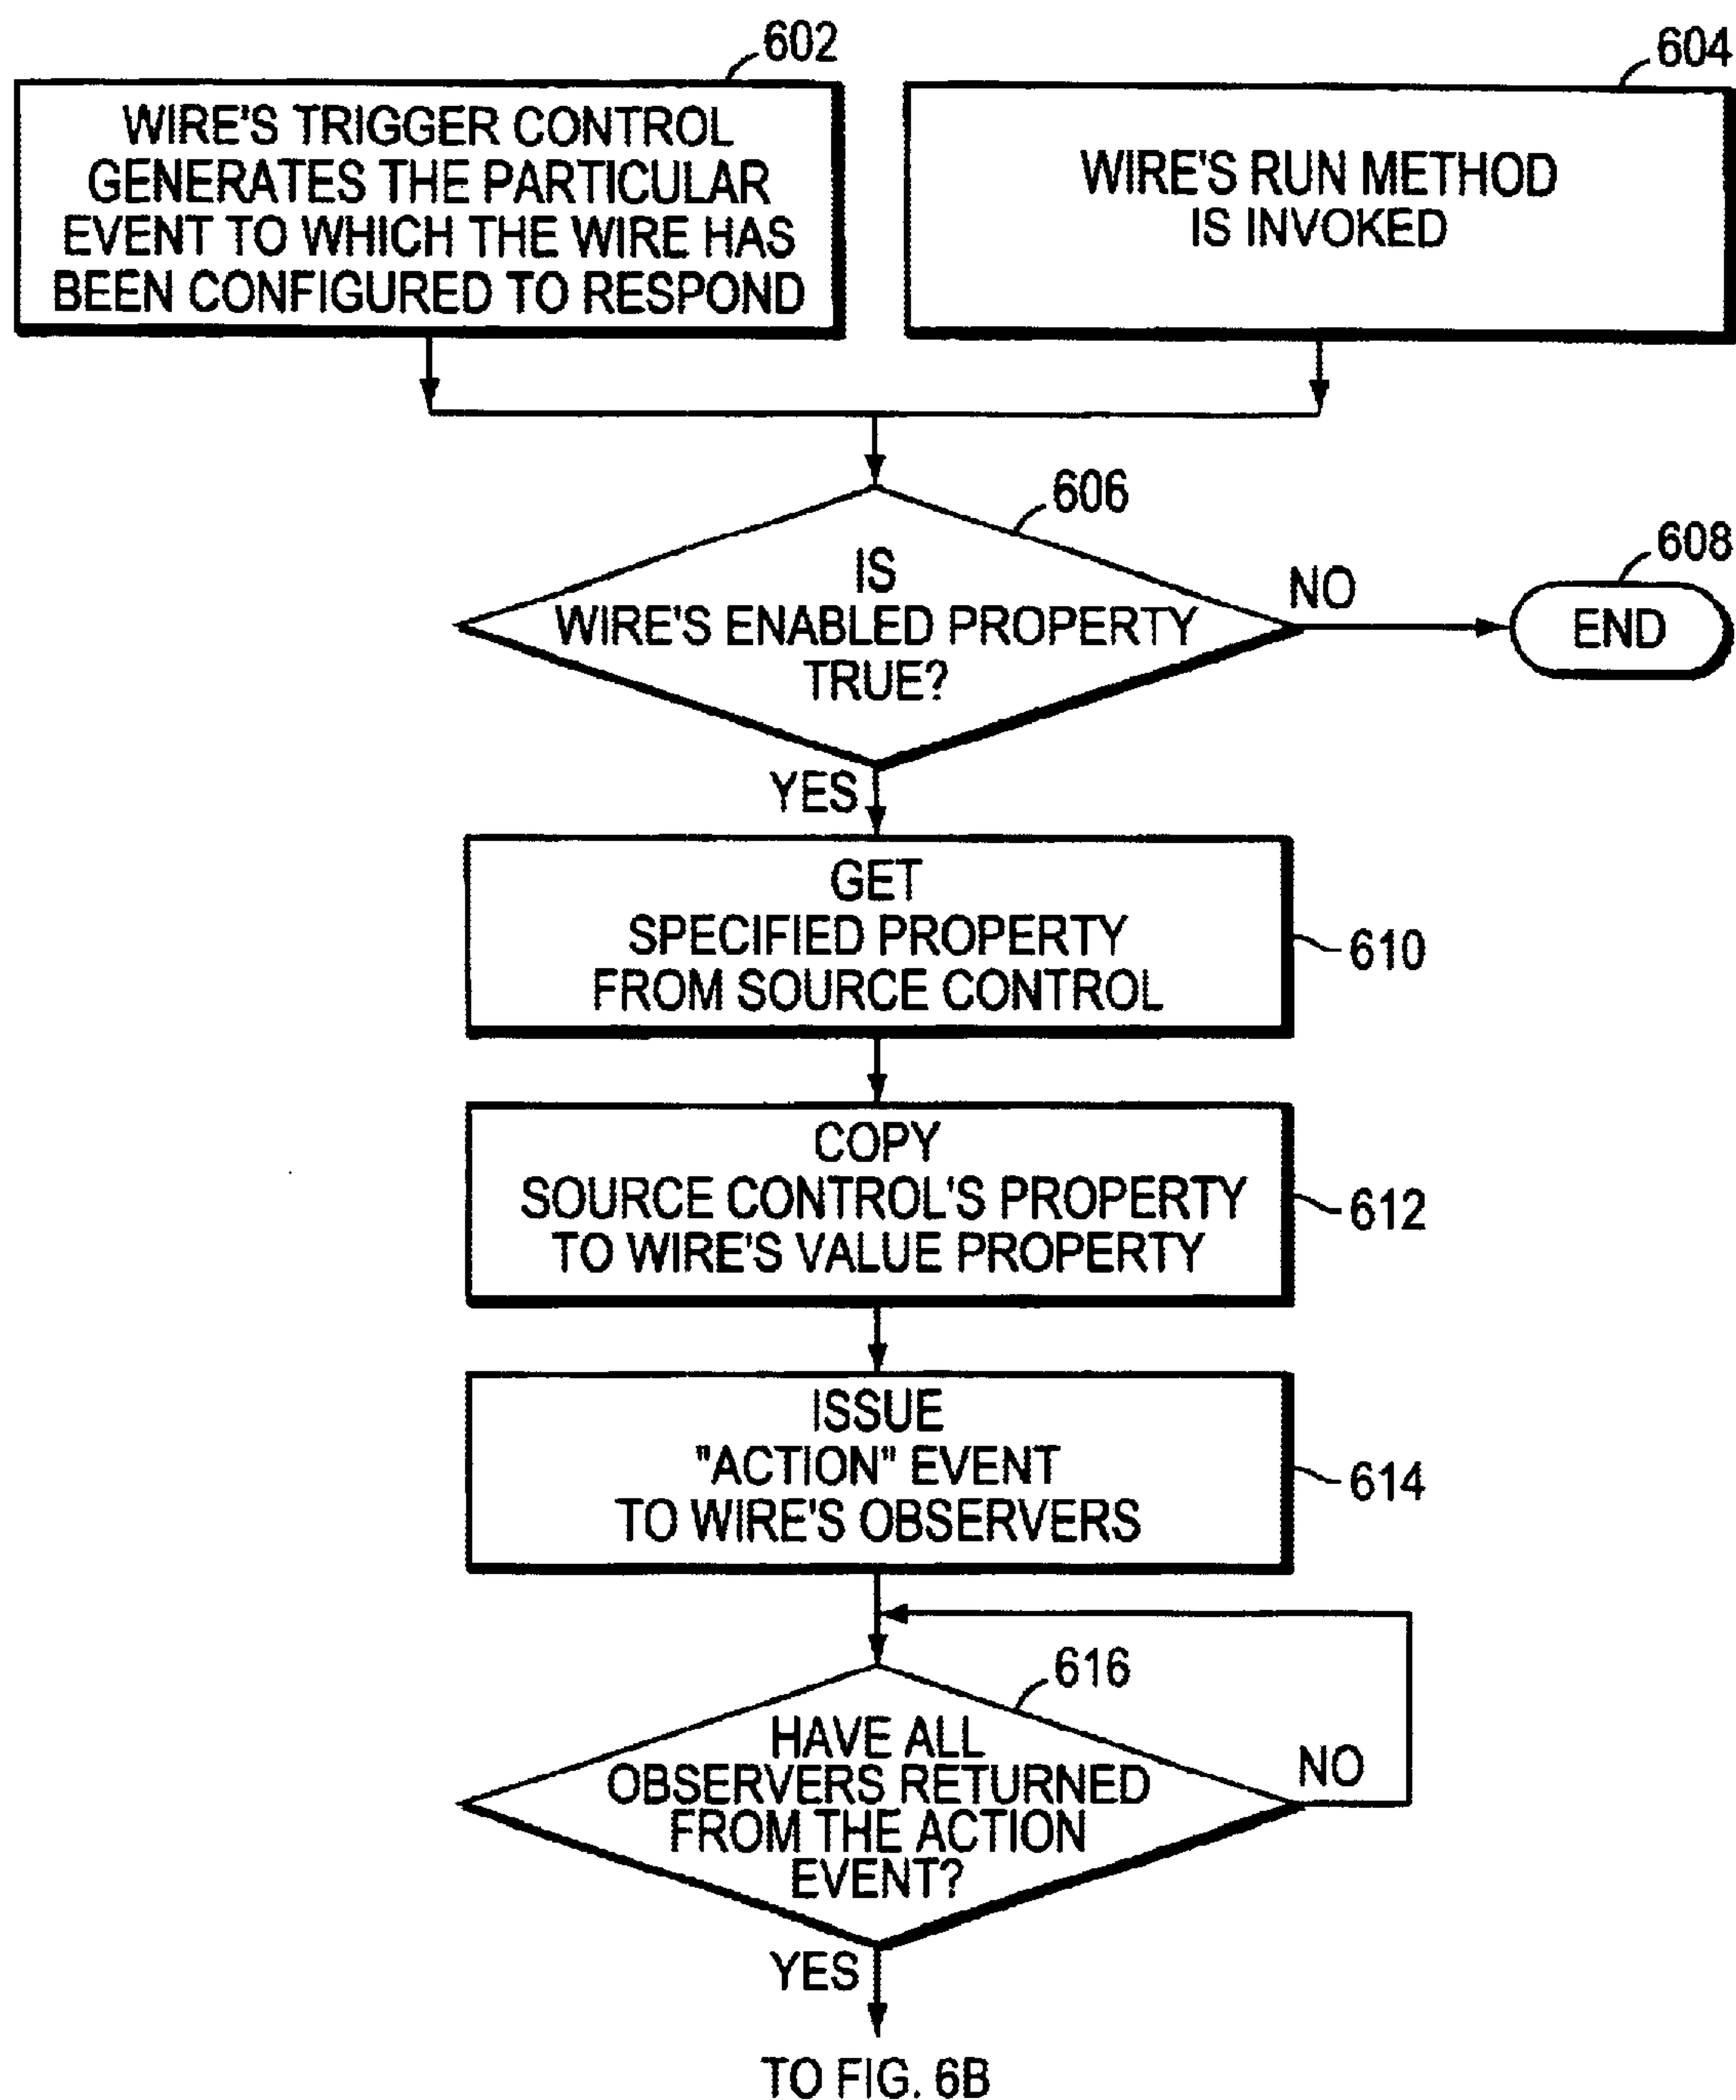 602
WIRE'S TRIGGER CONTROL
GENERATES THE PARTICULAR
EVENT TO WHICH THE WIRE HAS
BEEN CONFIGURED TO RESPOND
604
WIRE'S RUN METHOD
IS INVOKED
606
IS
WIRE'S ENABLED PROPERTY
TRUE?
NO
608
END
YES
GET
SPECIFIED PROPERTY
FROM SOURCE CONTROL
610
COPY
SOURCE CONTROL'S PROPERTY
TO WIRE'S VALUE PROPERTY
612
ISSUE
"ACTION" EVENT
TO WIRE'S OBSERVERS
614
616
HAVE ALL
OBSERVERS RETURNED
FROM THE ACTION
EVENT?
NO
YES
TO FIG. 6B